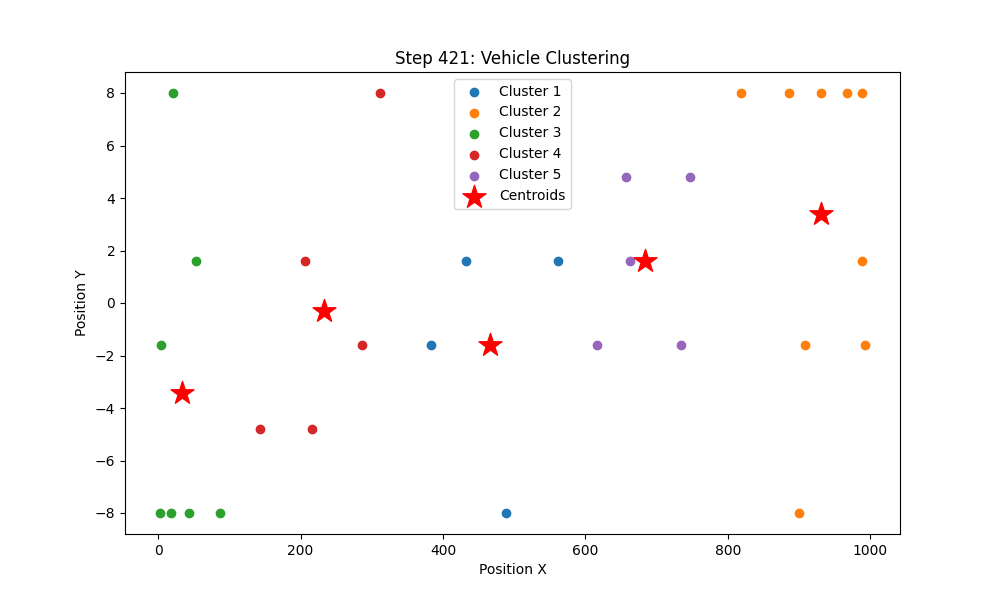 Step 421: Vehicle Clustering
Cluster 1
Cluster 2
Cluster 3
Cluster 4
Cluster 5
Centroids
Position Y
8
6
4
2
0
−2
−4
−6
−8
0
200
400
600
800
1000
Position X